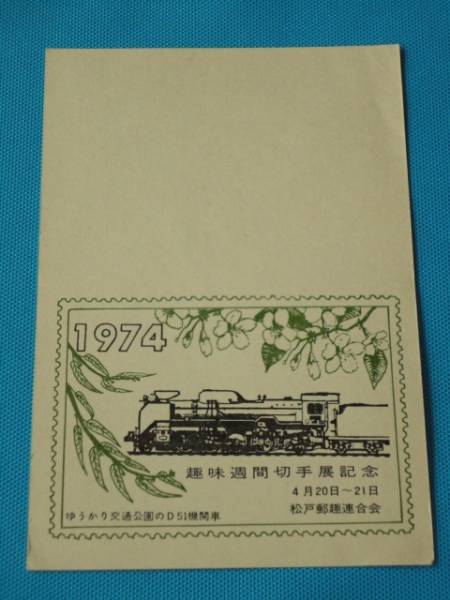 1974
趣味週間切手展記念
4月20日〜21日
松戸郵趣連合会
ゆうかり交通公園のD51機関車